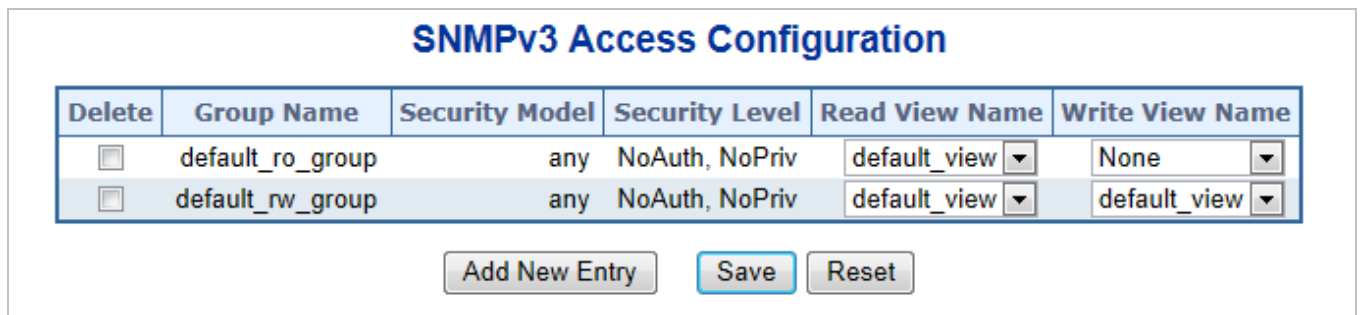 SNMPv3 Access Configuration
Delete Group Name Security Model Security Level Read View Name Write View Name
default_ro_group any NoAuth, NoPriv default_view None
default_rw_group any NoAuth, NoPriv default_view default_view
Add New Entry Save Reset